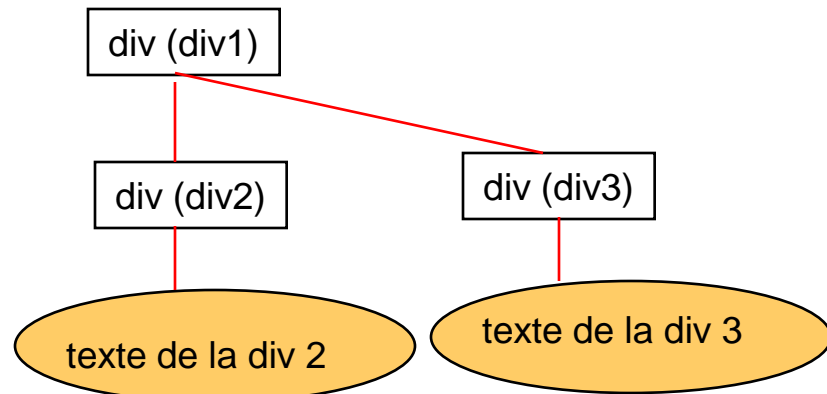 div (div1)
div (div2)
div (div3)
texte de la div 2
texte de la div 3